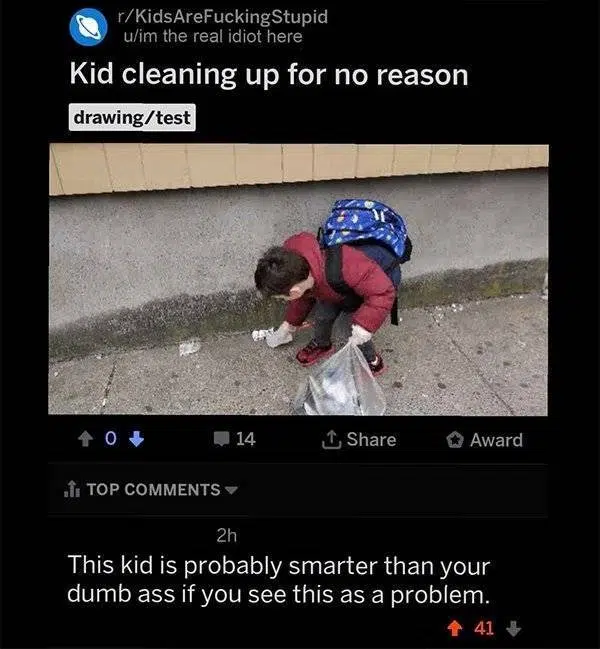 r/KidsAreFuckingStupid
u/im the real idiot here
Kid cleaning up for no reason
drawing/test
0
14
Share
Award
TOP COMMENTS
2h
This kid is probably smarter than your
dumb ass if you see this as a problem.
41